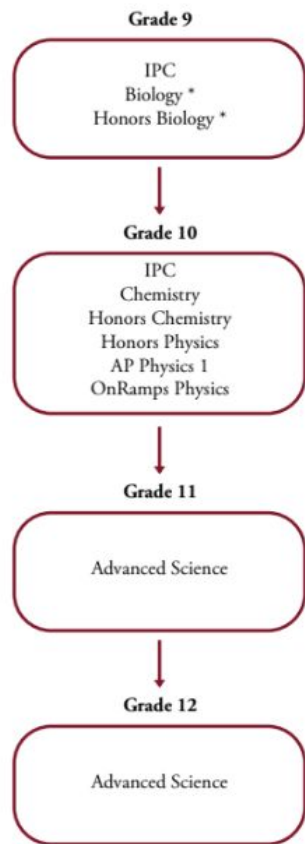 Grade 9
IPC
Biology *
Honors Biology *
Grade 10
IPC
Chemistry
Honors Chemistry
Honors Physics
AP Physics 1
OnRamps Physics
Grade 11
Advanced Science
Grade 12
Advanced Science